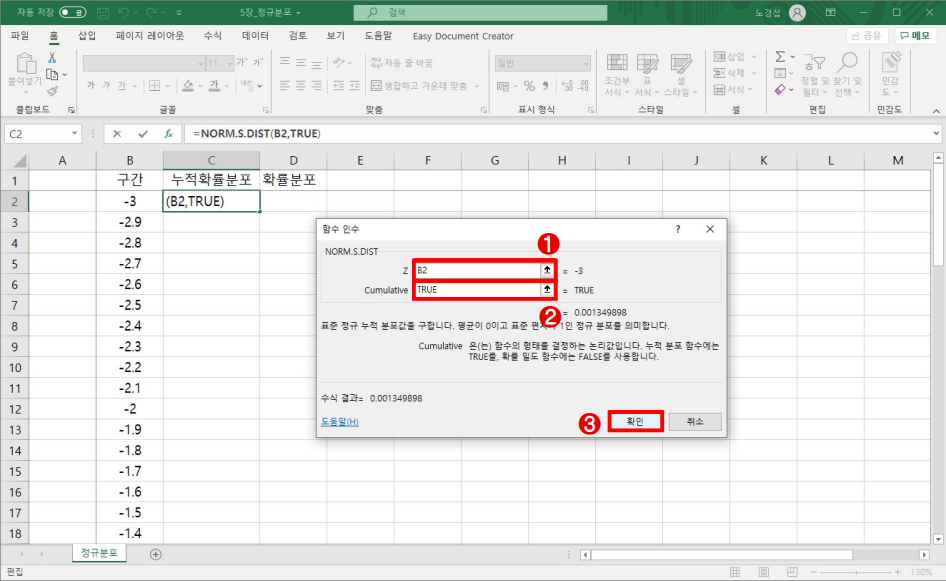 자동 저장 5장_정규분포 검색 노경섭
파일 홈 삽입 페이지 레이아웃 수식 데이터 검토 보기 도움말 Easy Document Creator 공유 메모
붙여넣기 11 가 가 가 가 가 자동 줄 바꿈 병합하고 가운데 맞춤 일반 % 조건부 서식 표 서식 셀 스타일 삽입 삭제 서식 정렬 및 필터 찾기 및 선택 민감도
클립보드 글꼴 맞춤 표시 형식 스타일 셀 편집 민감도
C2 fx =NORM.S.DIST(B2,TRUE)
A B C D E F G H I J K L M
1 구간 누적확률분포 확률분포
2 -3 (B2,TRUE)
3 -2.9
4 -2.8
5 -2.7
6 -2.6
7 -2.5
8 -2.4
9 -2.3
10 -2.2
11 -2.1
12 -2
13 -1.9
14 -1.8
15 -1.7
16 -1.6
17 -1.5
18 -1.4
함수 인수 ?
NORM.S.DIST
1
Z B2 = -3
Cumulative TRUE = TRUE
2
= 0.001349898
표준 정규 누적 분포값을 구합니다. 평균이 0이고 표준 편차가 1인 정규 분포를 의미합니다.
Cumulative 은(는) 함수의 형태를 결정하는 논리값입니다. 누적 분포 함수에는
TRUE를, 확률 밀도 함수에는 FALSE를 사용합니다.
수식 결과= 0.001349898
도움말(H) 3 확인 취소
정규분포
편집 130%